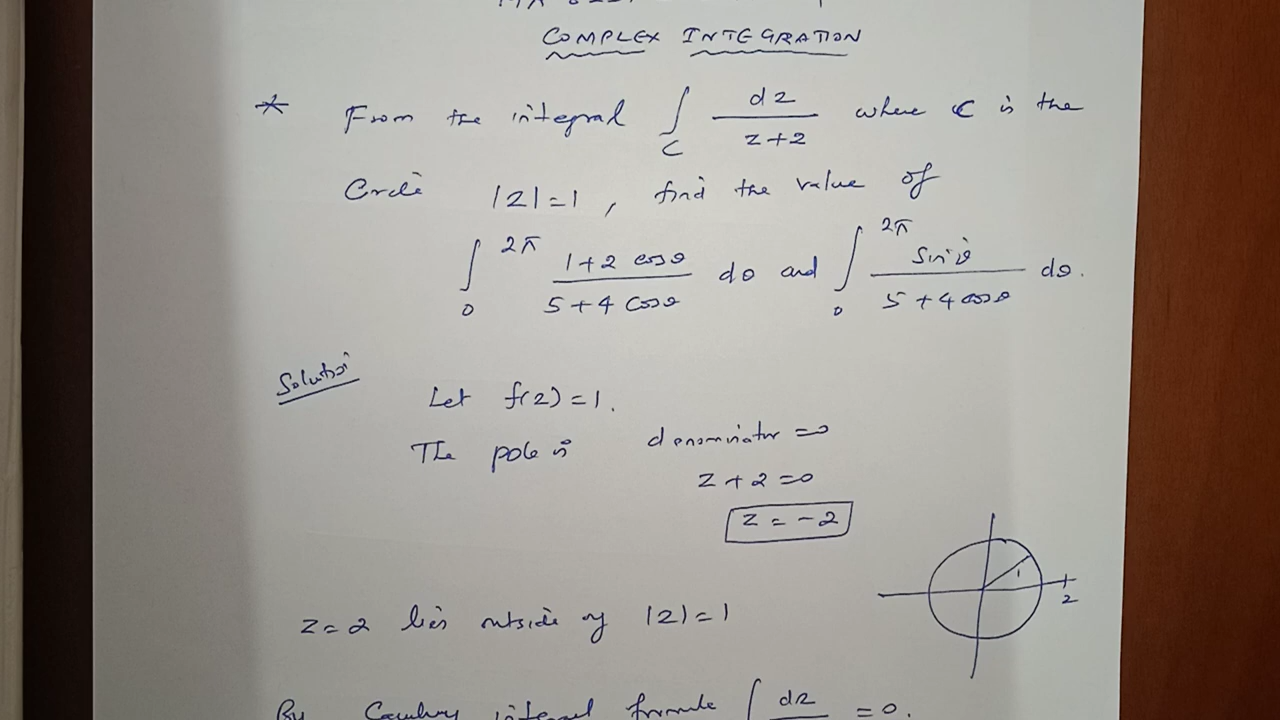 COMPLEX INTEGRATION
* From the integral ∫_C dz/(z+2) where C is the
Circle |z|=1, find the value of
∫_0^{2π} (1+2 cosθ)/(5+4 cosθ) dθ and ∫_0^{2π} sinθ/(5+4 cosθ) dθ.
Solution
Let f(z)=1.
The pole is denominator =0
z+2=0
z=-2
1
2
z=2 lies outside of |z|=1
By Cauchy integral formula ∫ dz = 0.